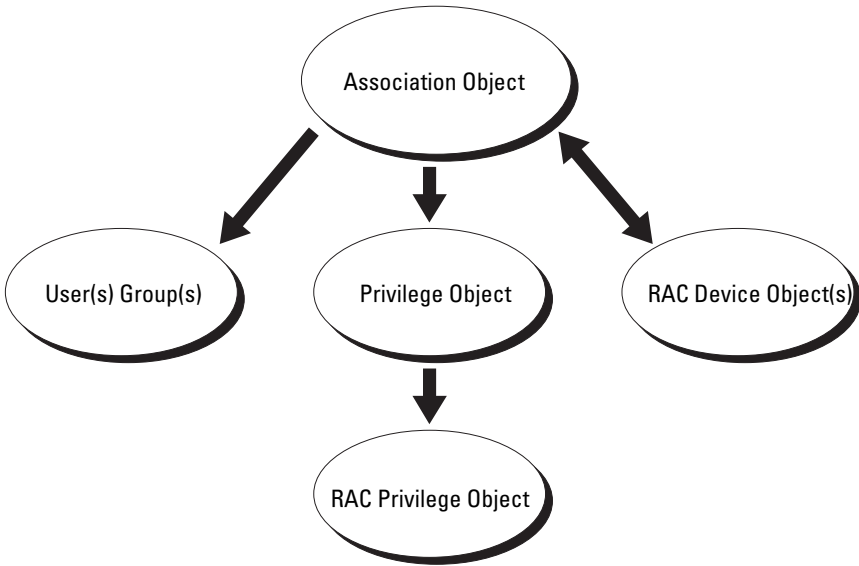 Association Object
User(s) Group(s)
Privilege Object
RAC Device Object(s)
RAC Privilege Object